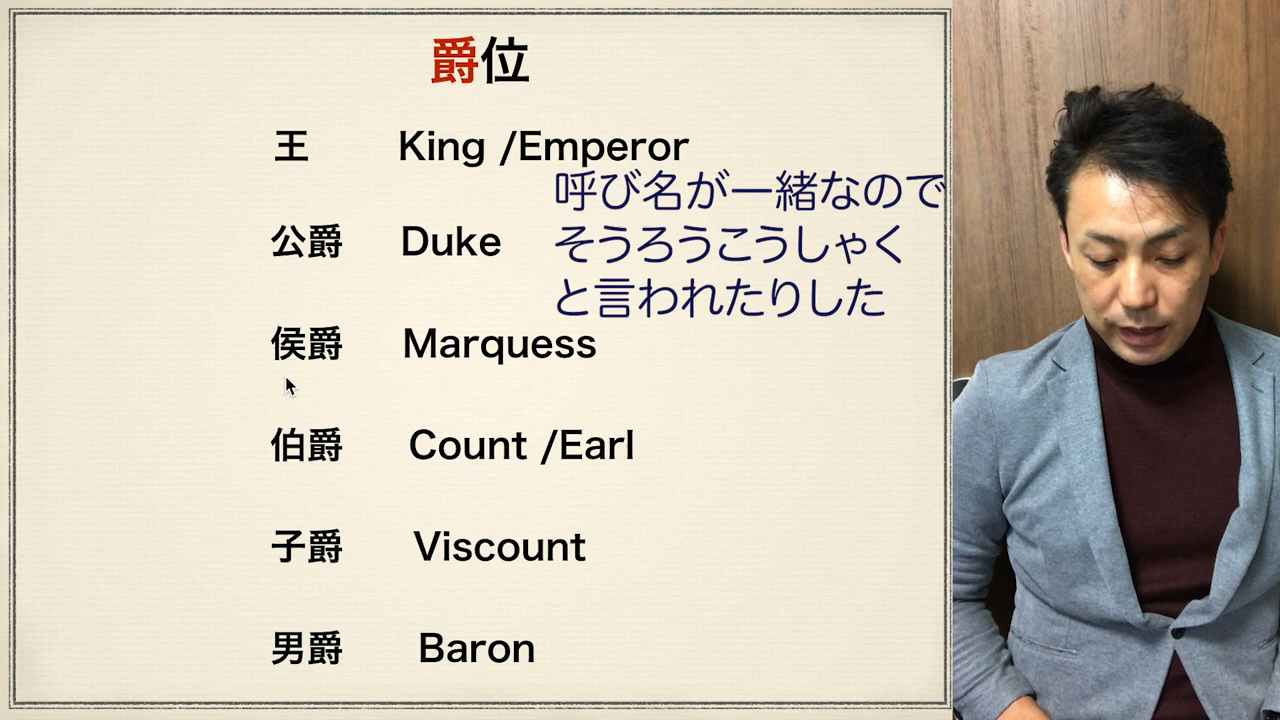 爵位
王 King /Emperor
呼び名が一緒なので
公爵 Duke そうろうこうしゃく
と言われたりした
侯爵 Marquess
伯爵 Count /Earl
子爵 Viscount
男爵 Baron